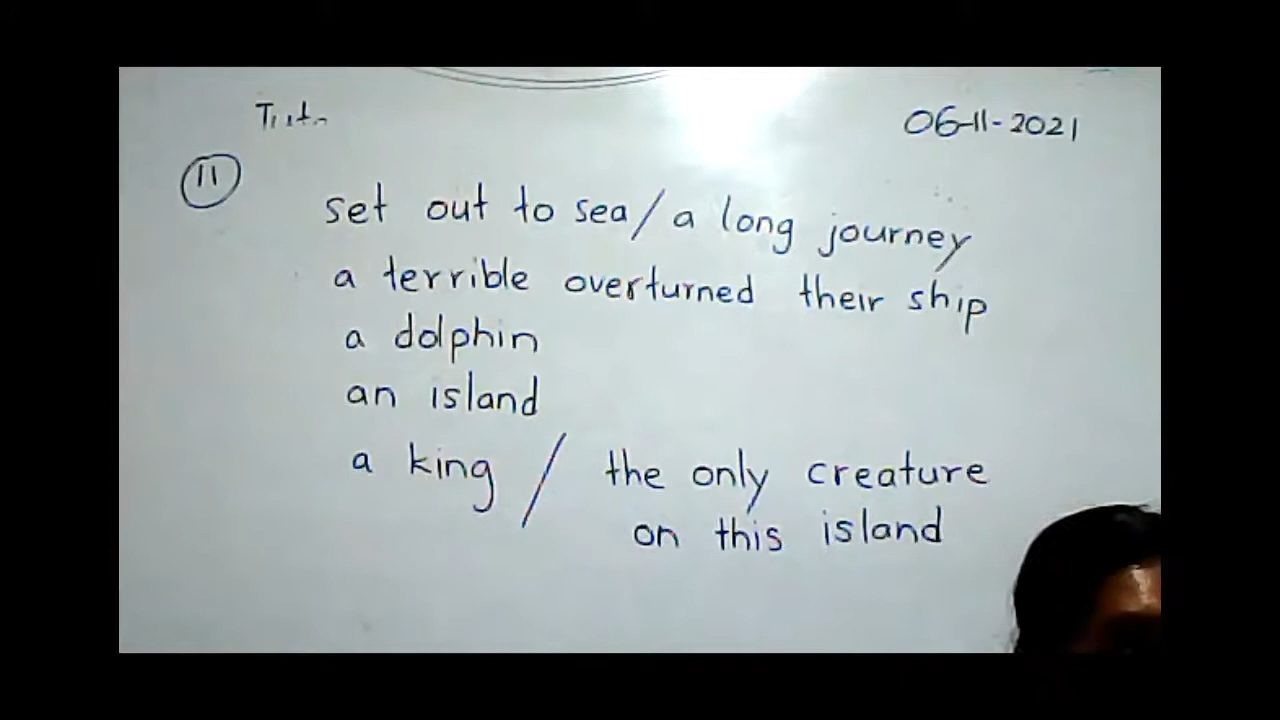 06-11-2021
11
set out to sea / a long journey
a terrible overturned their ship
a dolphin
an island
a king / the only creature
on this island